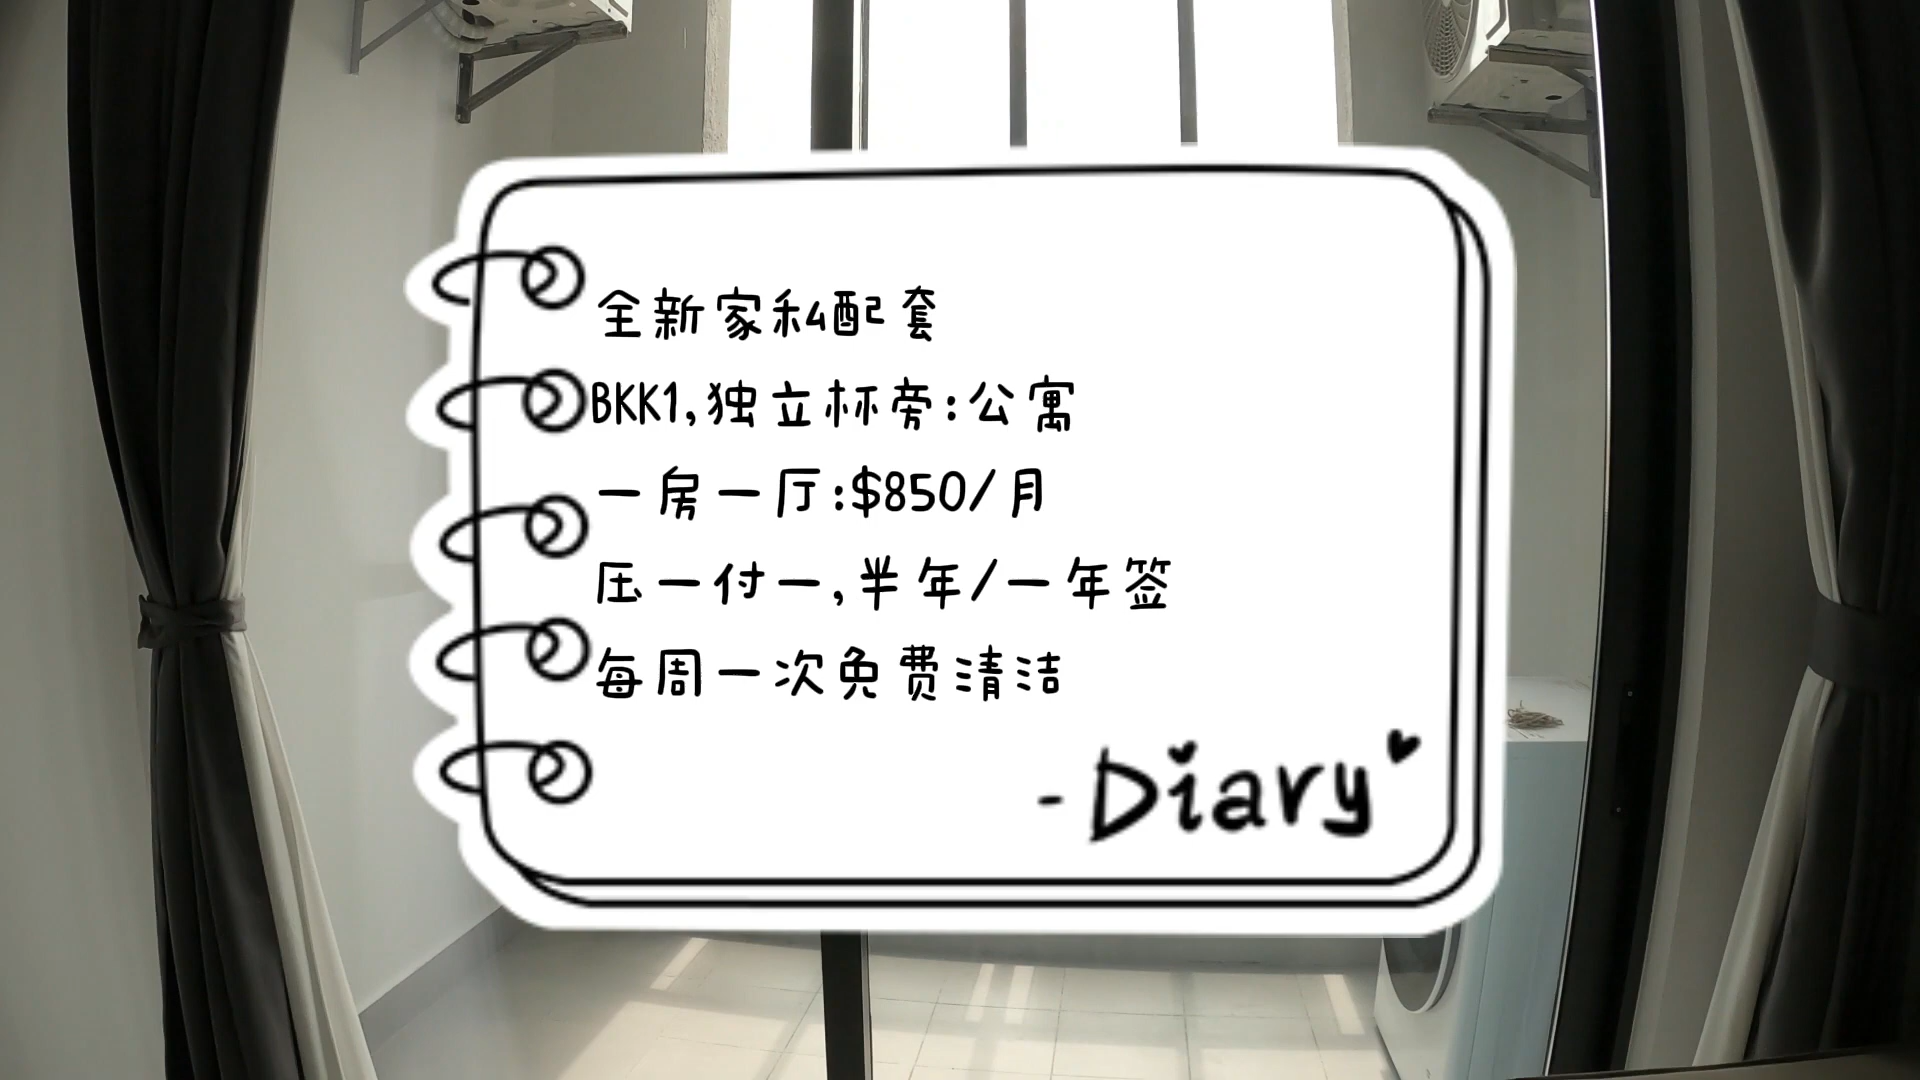 全新家私配套
BKK1,独立杯旁:公寓
一房一厅:$850/月
压一付一,半年/一年签
每周一次免费清洁
- Diary